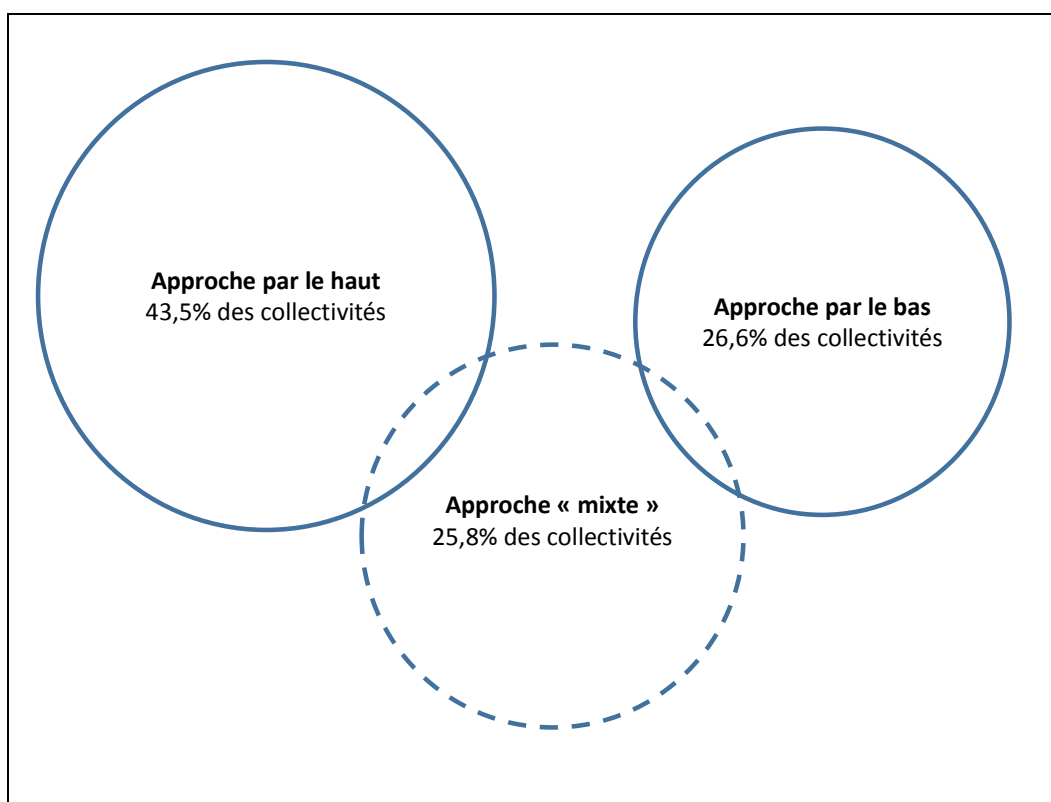 Approche par le haut
43,5% des collectivités
Approche par le bas
26,6% des collectivités
Approche « mixte »
25,8% des collectivités